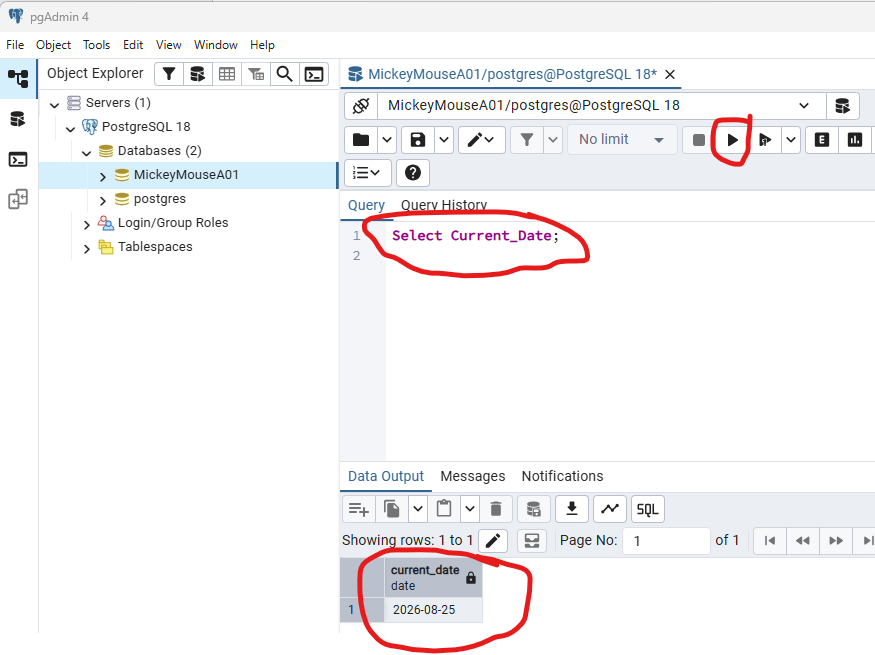 pgAdmin 4
File Object Tools Edit View Window Help
Object Explorer
MickeyMouseA01/postgres@PostgreSQL 18*
Servers (1)
MickeyMouseA01/postgres@PostgreSQL 18
PostgreSQL 18
Databases (2)
No limit
E
MickeyMouseA01
postgres
Query Query History
Login/Group Roles
1 Select Current_Date;
Tablespaces
2
Data Output Messages Notifications
SQL
Showing rows: 1 to 1 Page No: 1 of 1
current_date
date
1 2026-08-25